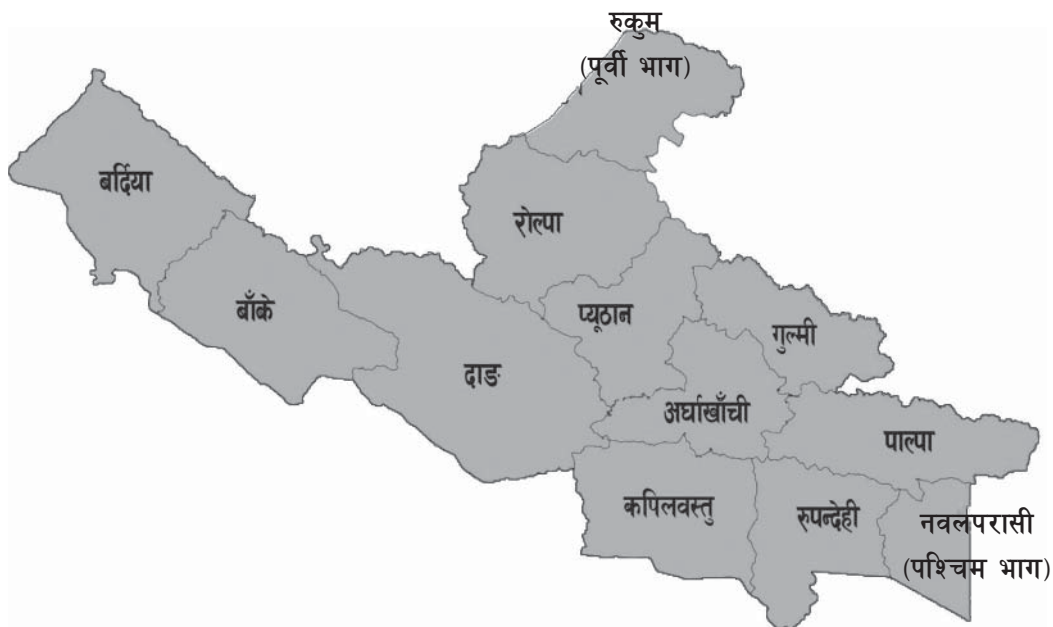 रुकुम
(पूर्वी भाग)
बर्दिया
रोल्पा
बाँके
प्यूठान
गुल्मी
दाङ
अर्घाखाँची
पाल्पा
कपिलवस्तु
रुपन्देही
नवलपरासी
(पश्चिम भाग)